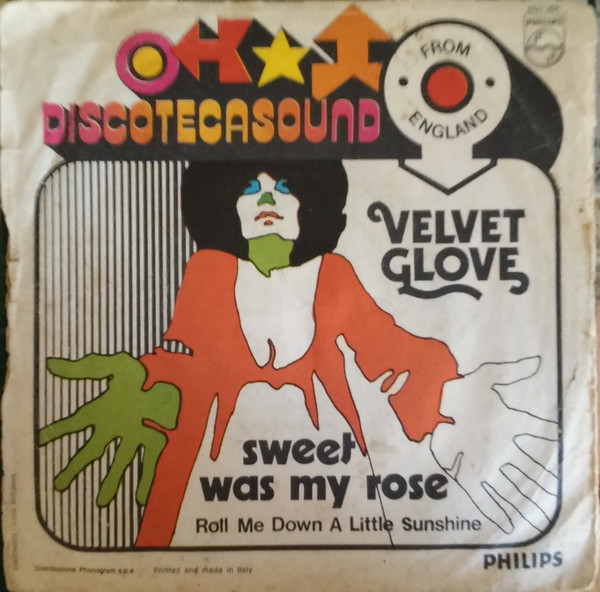 DISCOTECASOUND
FROM
ENGLAND
VELVET
GLOVE
sweet
was my rose
Roll Me Down A Little Sunshine
PHILIPS
Distribuzione Phonogram s.p.a.
Printed and made in Italy